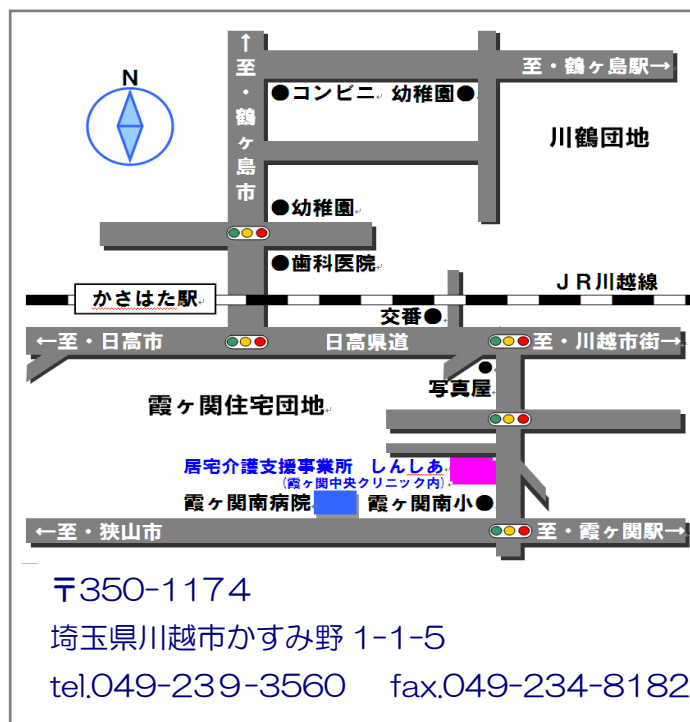 N
↑至・鶴ヶ島市
至・鶴ヶ島駅→
●コンビニ 幼稚園●
川鶴団地
●幼稚園
●歯科医院
JR川越線
かさはた駅
交番●
←至・日高市 日高県道 至・川越市街→
●
写真屋
霞ヶ関住宅団地
居宅介護支援事業所 しんしあ
(霞ヶ関中央クリニック内)
霞ヶ関南病院 霞ヶ関南小●
←至・狭山市 至・霞ヶ関駅→
〒350-1174
埼玉県川越市かすみ野 1-1-5
tel.049-239-3560 fax.049-234-8182